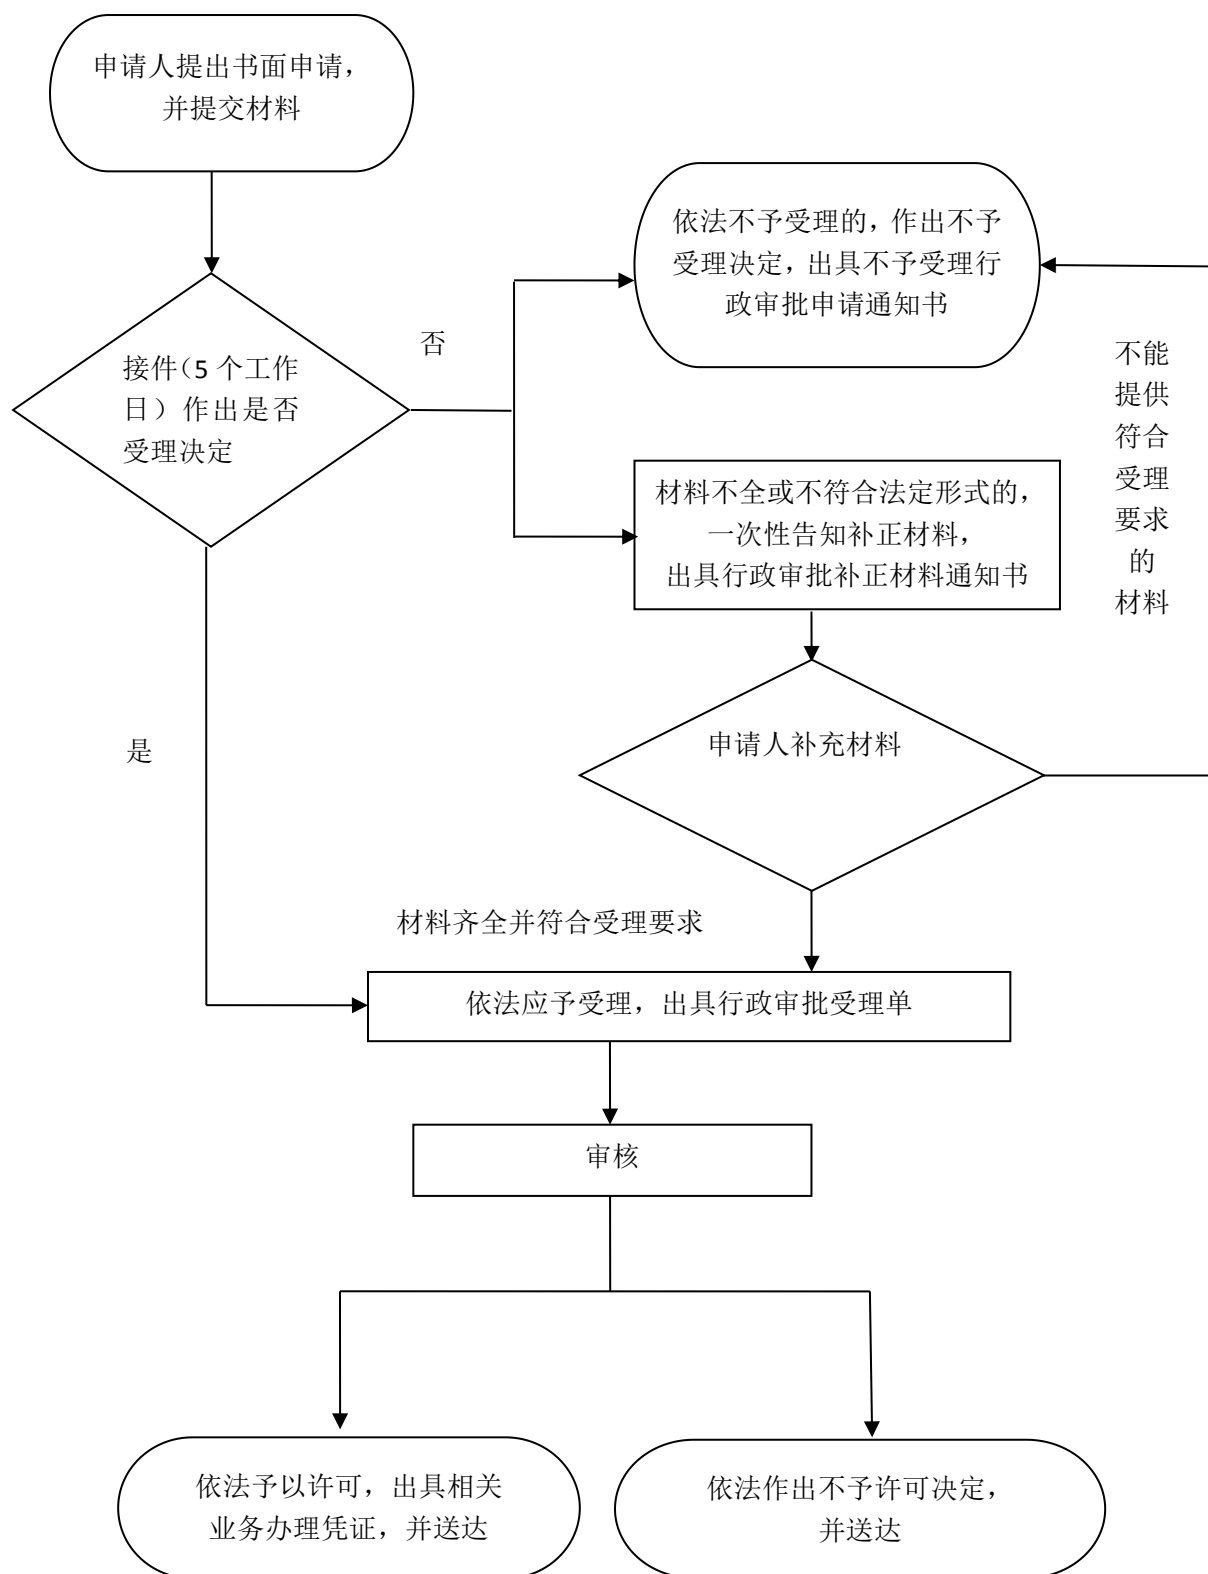 申请人提出书面申请，
并提交材料
依法不予受理的，作出不予
受理决定，出具不予受理行
政审批申请通知书
否
接件（5 个工作
日）作出是否
受理决定
不能
提供
符合
受理
要求
的
材料
材料不全或不符合法定形式的，
一次性告知补正材料，
出具行政审批补正材料通知书
是
申请人补充材料
材料齐全并符合受理要求
依法应予受理，出具行政审批受理单
审核
依法予以许可，出具相关
业务办理凭证，并送达
依法作出不予许可决定，
并送达